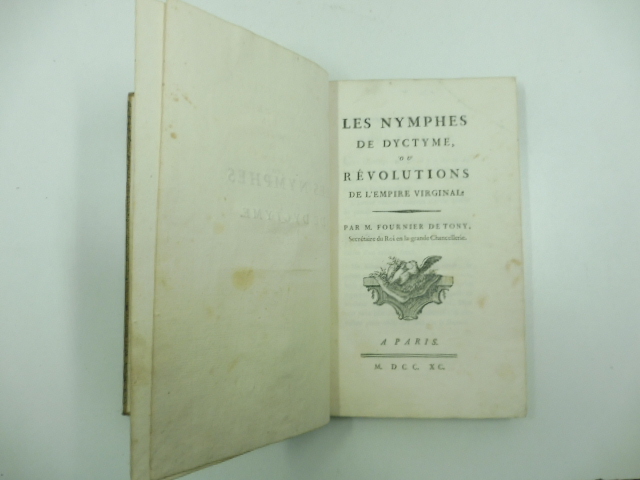 LES NYMPHES
DE DYCTYME,
OU
RÉVOLUTIONS
DE L'EMPIRE VIRGINAL;
PAR M. FOURNIER DE TONY,
Secrétaire du Roi en la grande Chancellerie.
A PARIS.
M. DCC. XC.